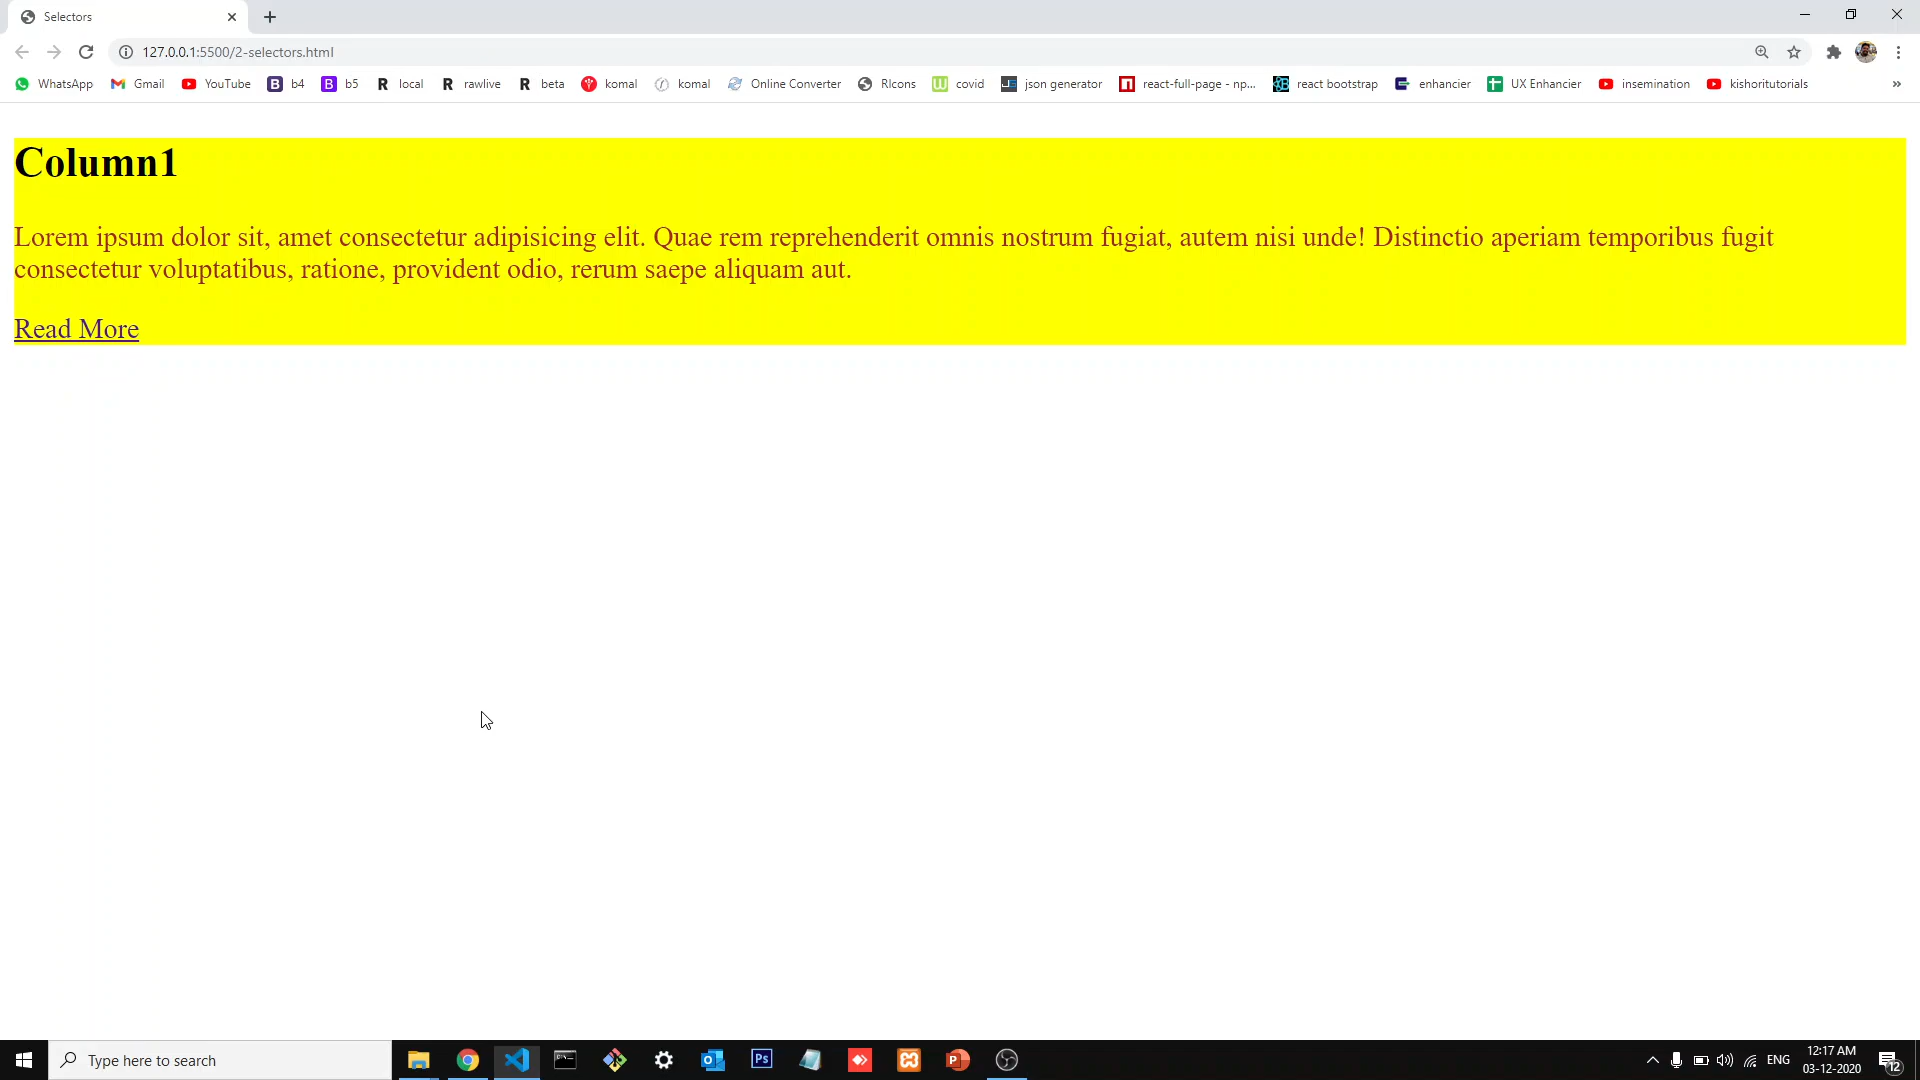 Selectors
127.0.0.1:5500/2-selectors.html
WhatsApp Gmail YouTube b4 b5 local rawlive beta komal komal Online Converter RIcons covid json generator react-full-page - np... react bootstrap enhancier UX Enhancier insemination kishoritutorials »
Column1
Lorem ipsum dolor sit, amet consectetur adipisicing elit. Quae rem reprehenderit omnis nostrum fugiat, autem nisi unde! Distinctio aperiam temporibus fugit
consectetur voluptatibus, ratione, provident odio, rerum saepe aliquam aut.
Read More
Type here to search
ENG
12:17 AM
03-12-2020
12